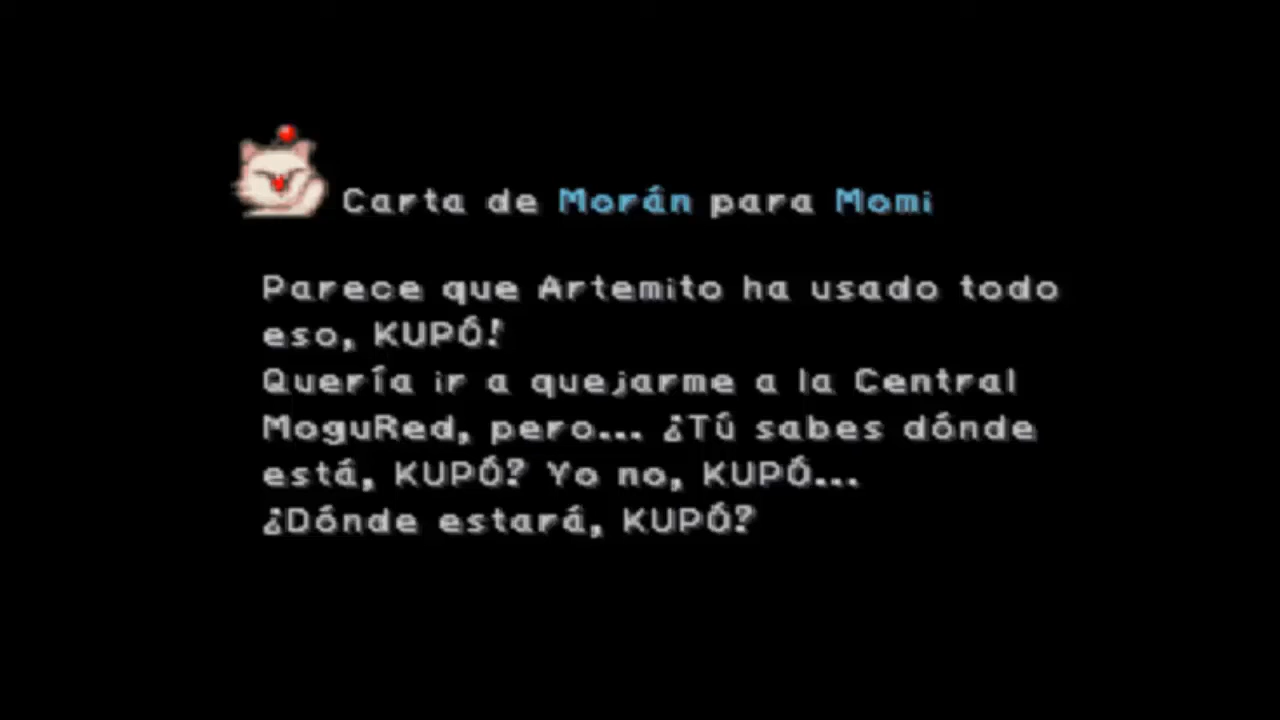 Carta de Morán para Momi
Parece que Artemito ha usado todo
eso, KUPÓ!
Quería ir a quejarme a la Central
MoguRed, pero... ¿Tú sabes dónde
está, KUPÓ? Yo no, KUPÓ...
¿Dónde estará, KUPÓ?